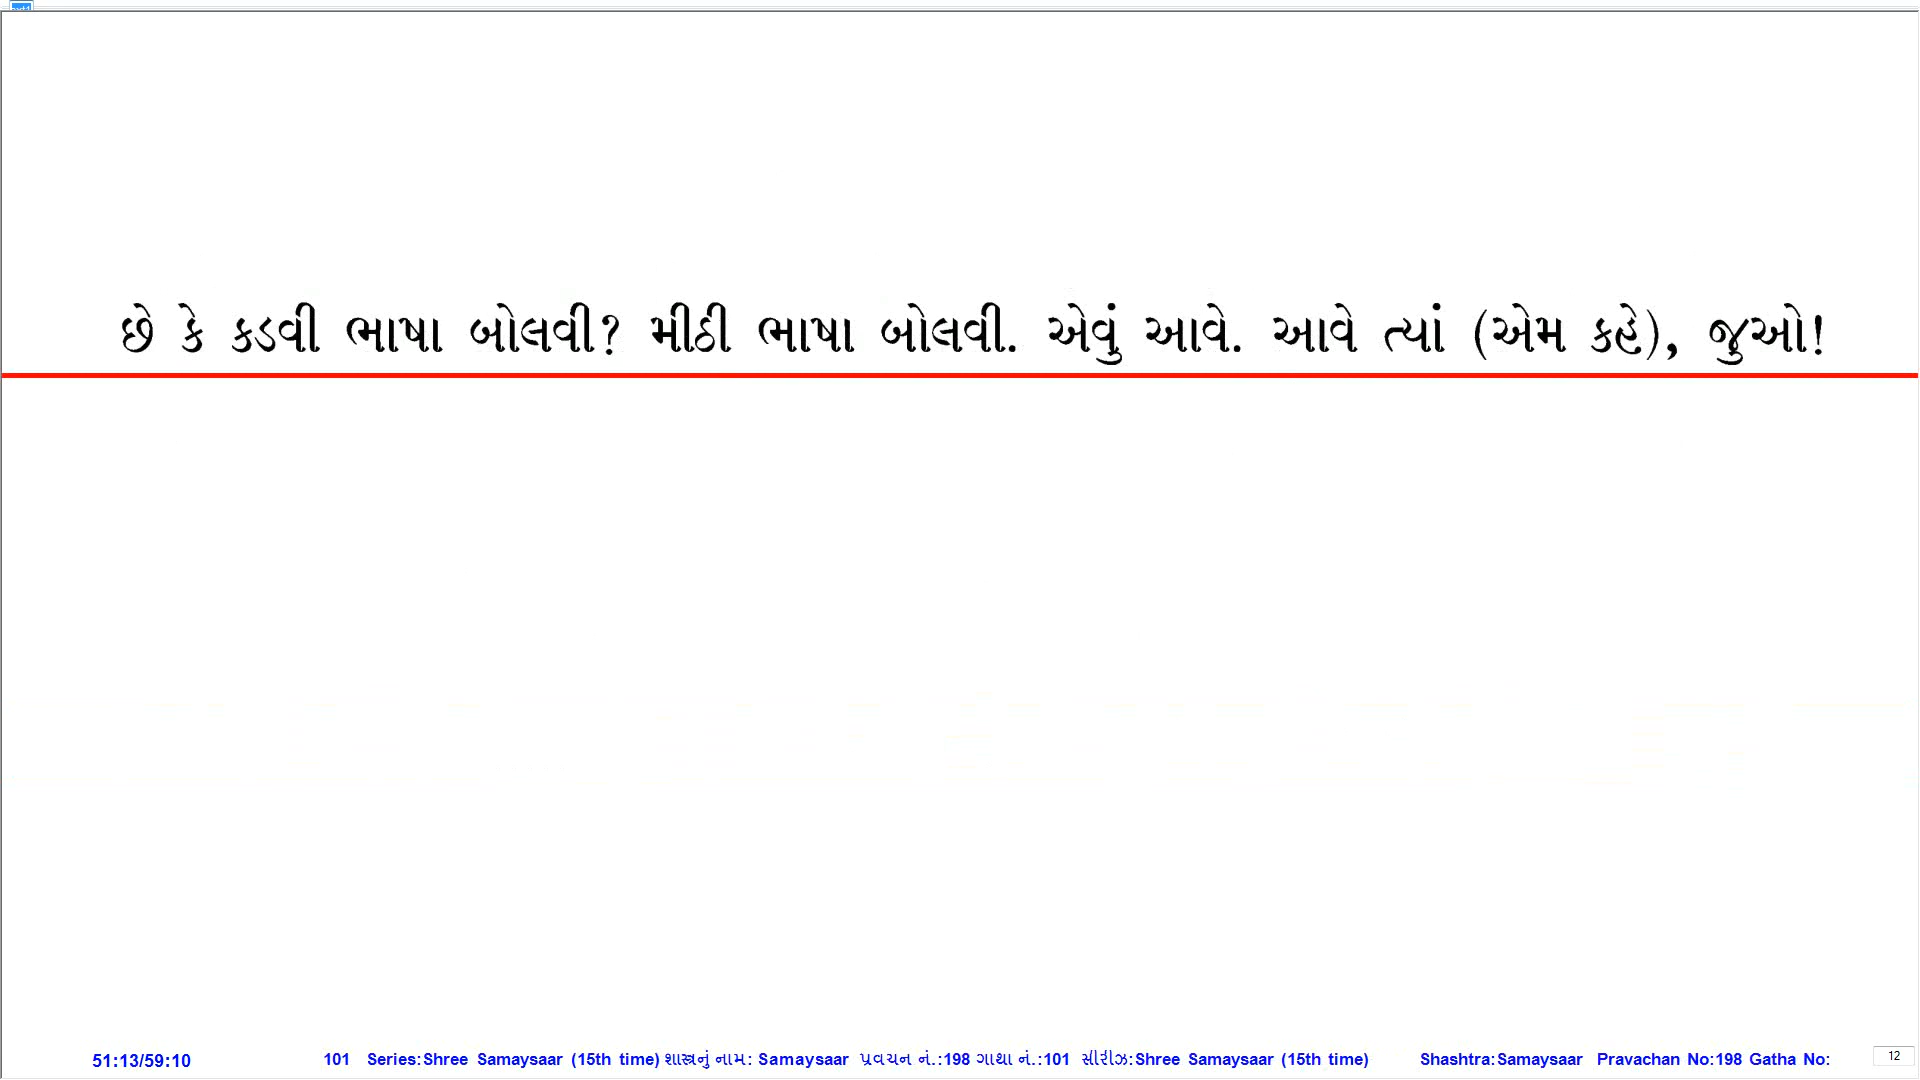 છે કે કડવી ભાષા બોલવી? મીઠી ભાષા બોલવી. એવું આવે. આવે ત્યાં (એમ કહે), જુઓ!
51:13/59:10 101 Series:Shree Samaysaar (15th time) શાસ્ત્રનું નામ: Samaysaar પ્રવચન નં.:198 ગાથા નં.:101 સીરીઝ:Shree Samaysaar (15th time) Shashtra:Samaysaar Pravachan No:198 Gatha No: 12